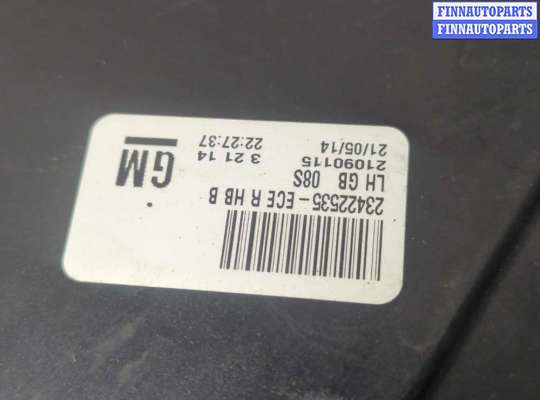 FINNAUTOPARTS
FINNAUTOPARTS
23422535-ECE R HB B
LH GB 08S
21090115
21/05/14
GM
3 21 14
22:27:37